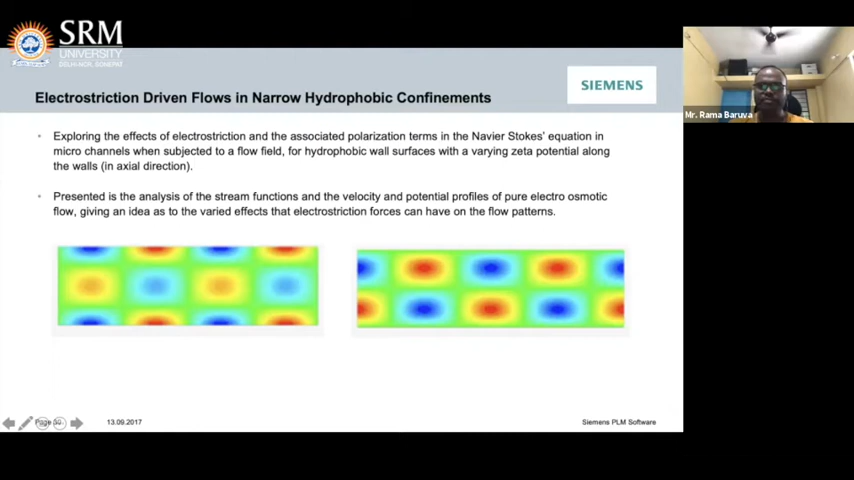 SRM
UNIVERSITY
DELHI-NCR, SONEPAT
SIEMENS
Mr. Rama Baruva
Electrostriction Driven Flows in Narrow Hydrophobic Confinements
• Exploring the effects of electrostriction and the associated polarization terms in the Navier Stokes' equation in
micro channels when subjected to a flow field, for hydrophobic wall surfaces with a varying zeta potential along
the walls (in axial direction).
• Presented is the analysis of the stream functions and the velocity and potential profiles of pure electro osmotic
flow, giving an idea as to the varied effects that electrostriction forces can have on the flow patterns.
Page
13.09.2017
Siemens PLM Software